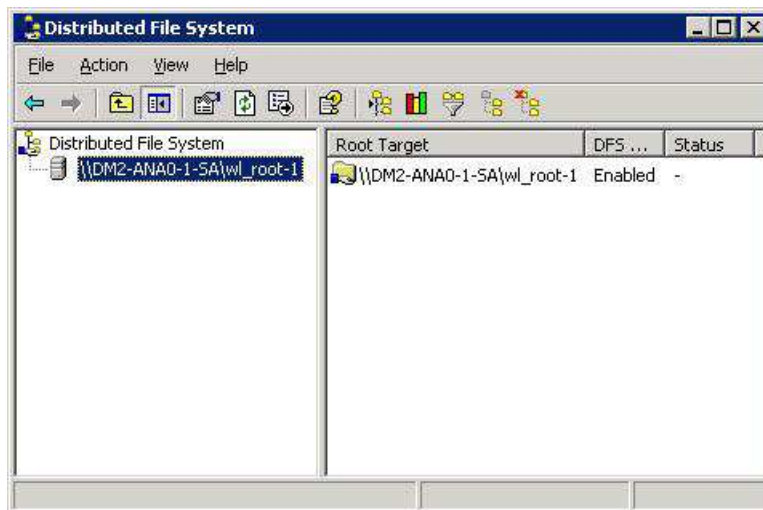 Distributed File System
File Action View Help
Distributed File System
\\DM2-ANA0-1-SA\wl_root-1
Root Target DFS ... Status
\\DM2-ANA0-1-SA\wl_root-1 Enabled -